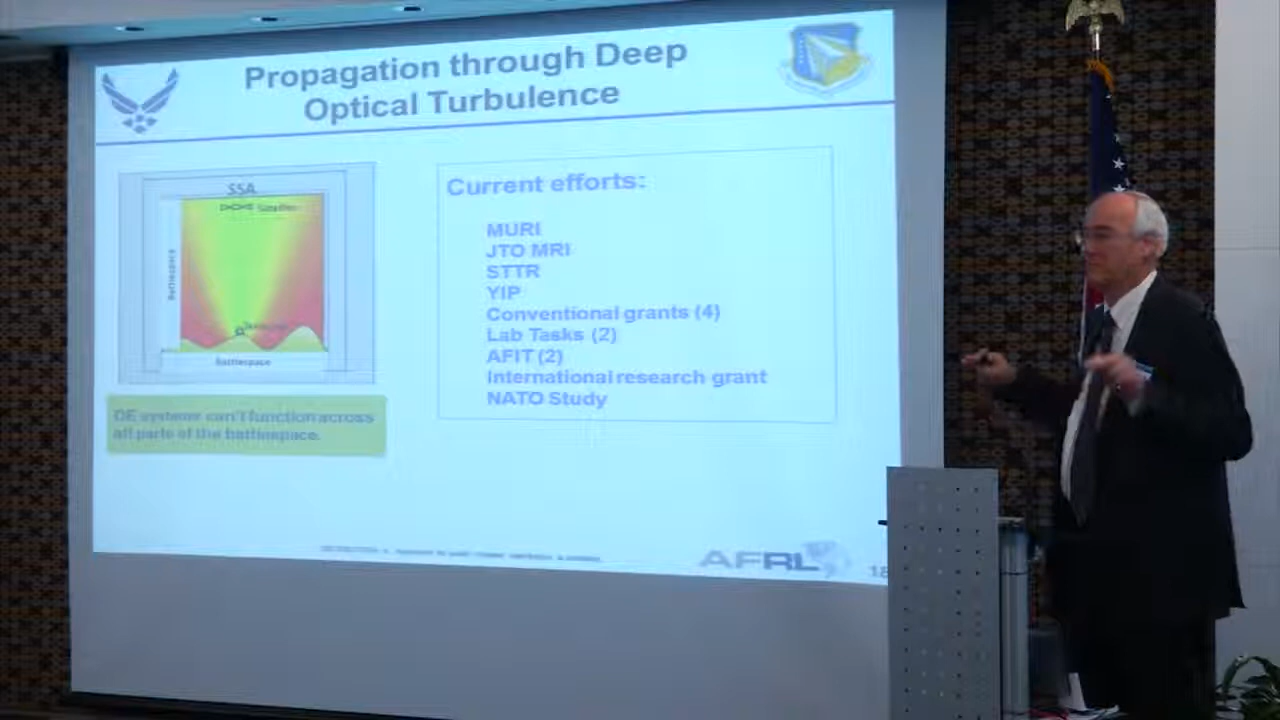 Propagation through Deep
Optical Turbulence
SSA
Satellites
Battlespace
Battlespace
DE systems can't function across
all parts of the battlespace.
Current efforts:
MURI
JTO MRI
STTR
YIP
Conventional grants (4)
Lab Tasks (2)
AFIT (2)
International research grant
NATO Study
AFRL
18